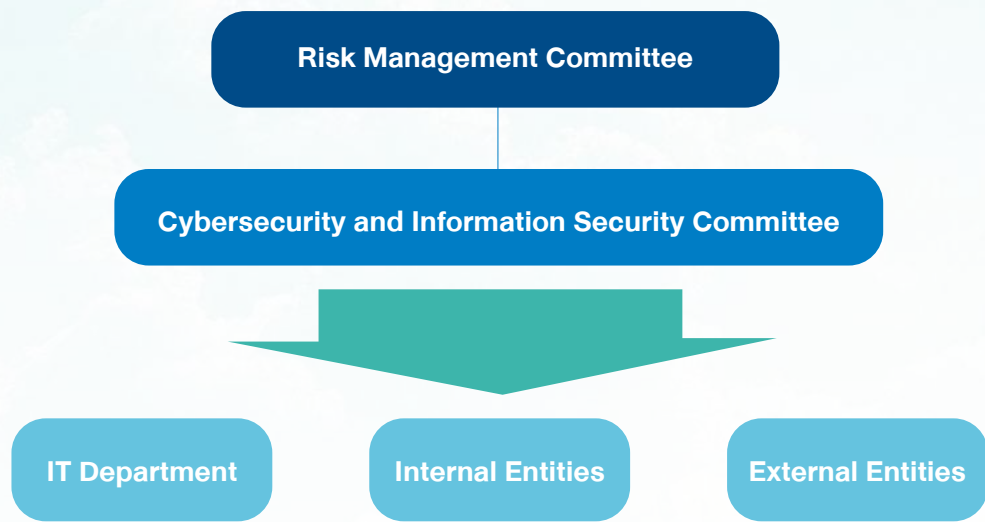 Risk Management Committee
Cybersecurity and Information Security Committee
IT Department
Internal Entities
External Entities